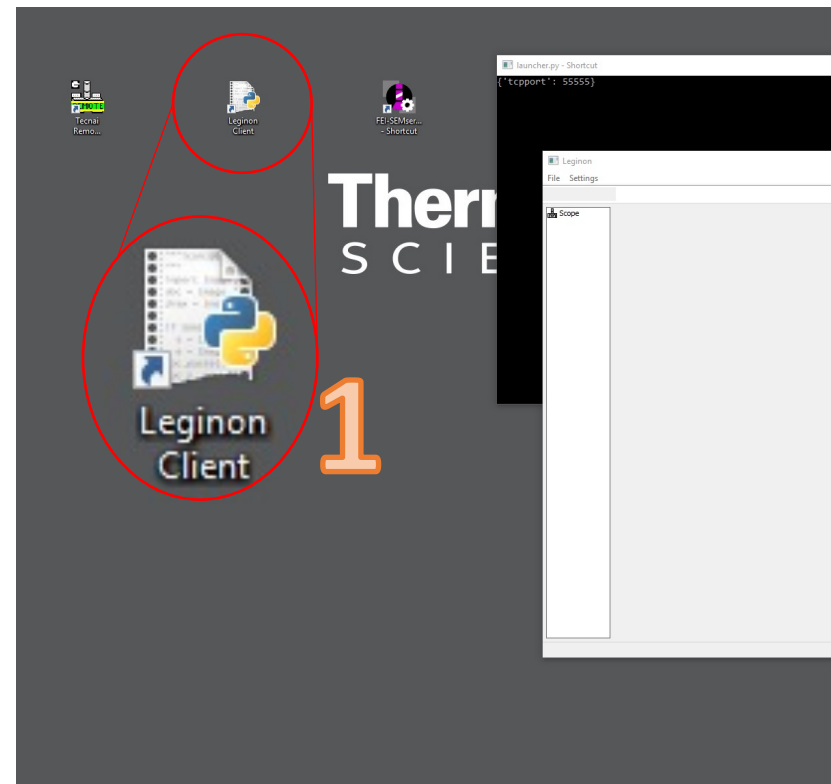 Tecnai
Remo...
Leginon
Client
FEI-SEMser...
- Shortcut
launcher.py - Shortcut
{'tcpport': 55555}
Leginon
File Settings
Scope
Ther
SCIE
Leginon
Client
1